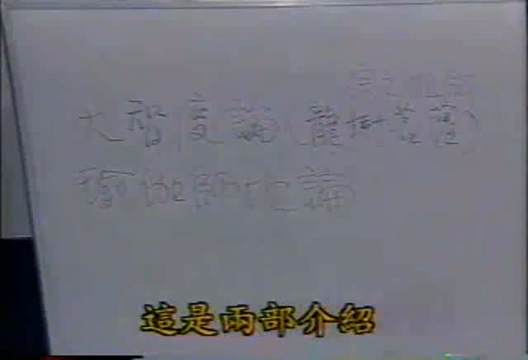 大智度論(龍樹菩薩)
瑜伽師地論
這是兩部介紹